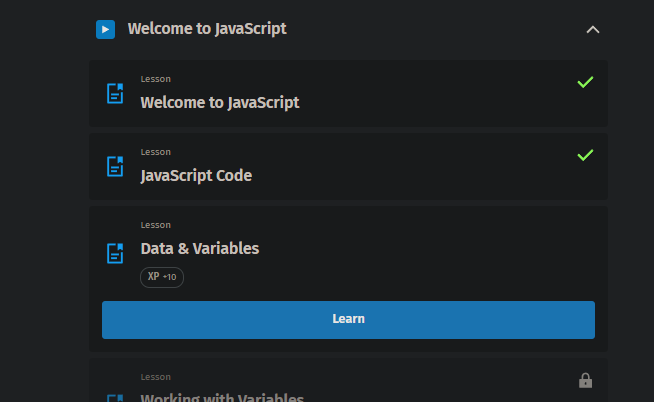 Welcome to JavaScript
Lesson
Welcome to JavaScript
Lesson
JavaScript Code
Lesson
Data & Variables
XP +10
Learn
Lesson
Working with Variables